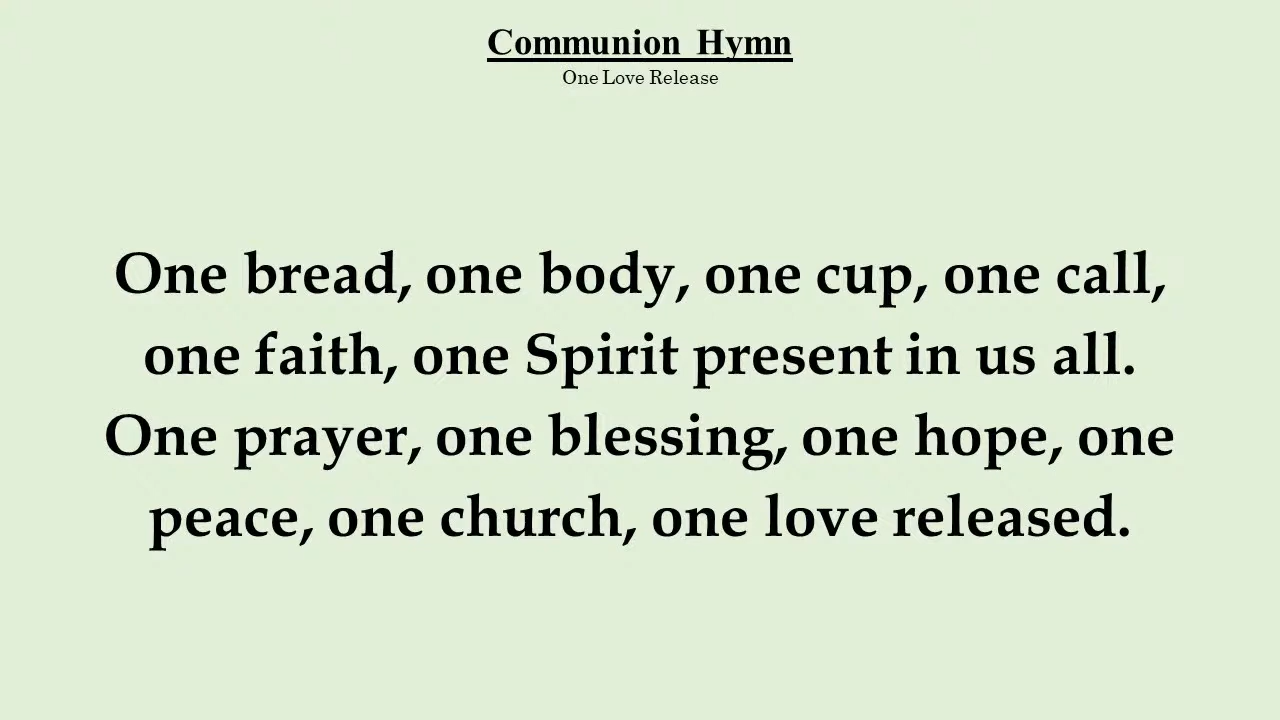 Communion Hymn
One Love Release
One bread, one body, one cup, one call,
one faith, one Spirit present in us all.
One prayer, one blessing, one hope, one
peace, one church, one love released.